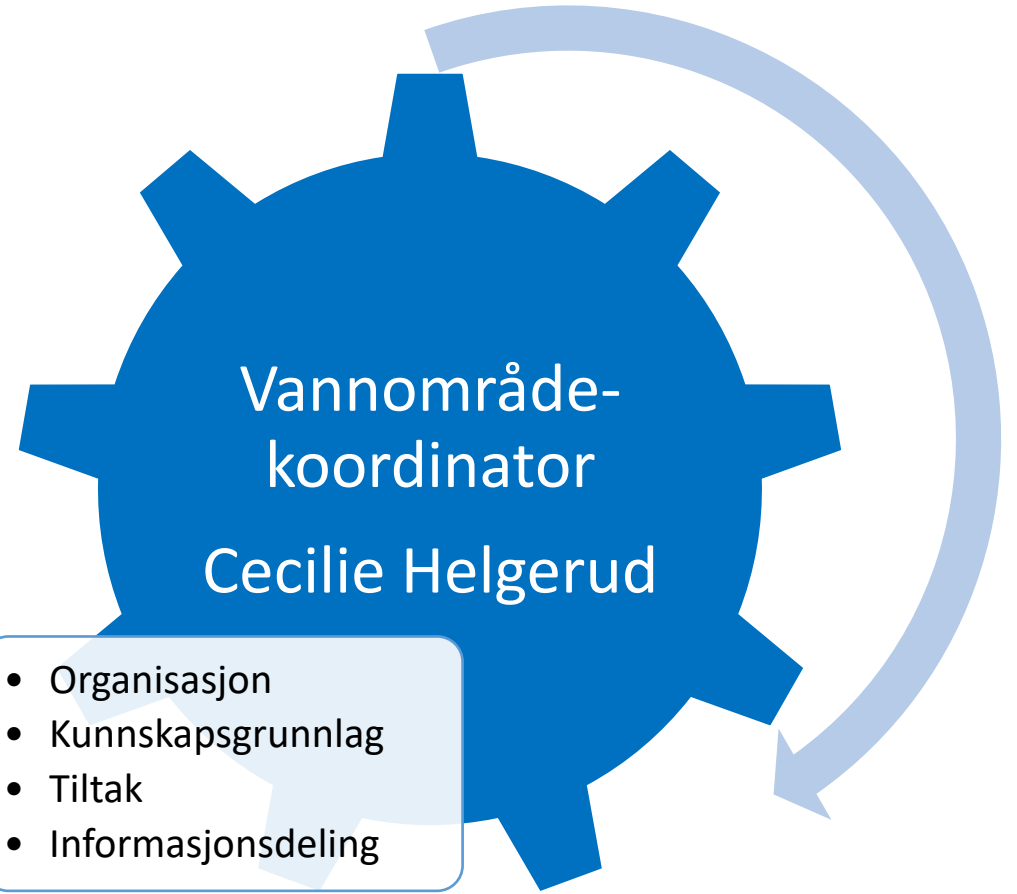 Vannområde-
koordinator
Cecilie Helgerud
• Organisasjon
• Kunnskapsgrunnlag
• Tiltak
• Informasjonsdeling